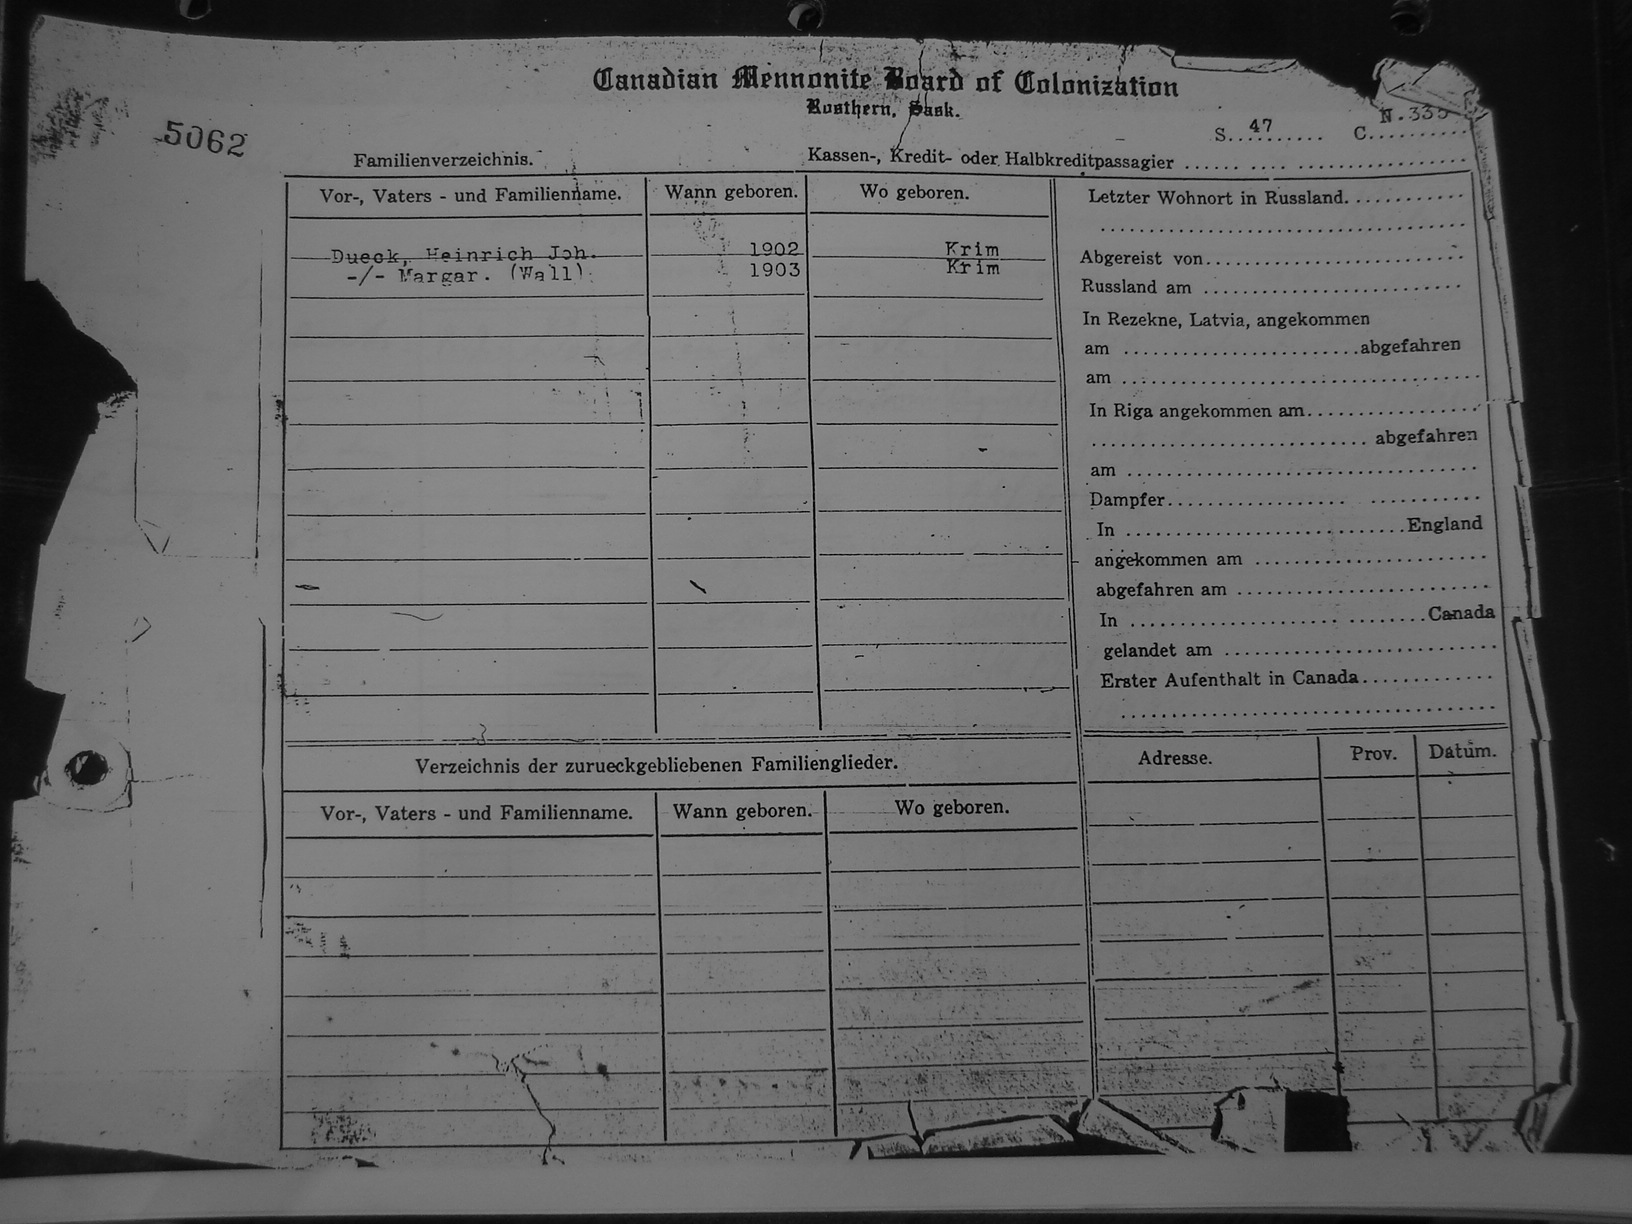 Canadian Mennonite Board of Colonization
Rosthern, Sask.
5062
S..47...... C.........
N.335
Familienverzeichnis.
Kassen-, Kredit- oder Halbkreditpassagier
Vor-, Vaters - und Familienname. Wann geboren. Wo geboren.
Dueck, Heinrich Joh. 1902 Krim
-/- Margar. (Wall). 1903 Krim
Letzter Wohnort in Russland
Abgereist von
Russland am
In Rezekne, Latvia, angekommen
am abgefahren
am
In Riga angekommen am
abgefahren
am
Dampfer
In England
angekommen am
abgefahren am
In Canada
gelandet am
Erster Aufenthalt in Canada
Verzeichnis der zurueckgebliebenen Familienglieder.
Vor-, Vaters - und Familienname. Wann geboren. Wo geboren.
Adresse. Prov. Datum.